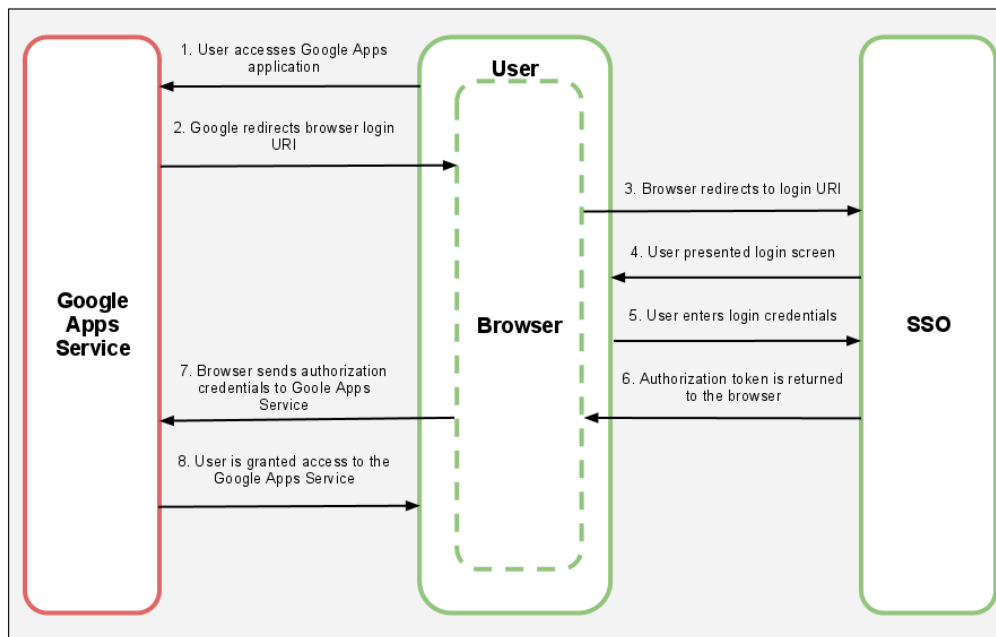 1. User accesses Google Apps
application
User
2. Google redirects browser login
URI
3. Browser redirects to login URI
4. User presented login screen
Google
Apps
Service
Browser
5. User enters login credentials
SSO
7. Browser sends authorization
credentials to Goole Apps
Service
6. Authorization token is returned
to the browser
8. User is granted access to the
Google Apps Service